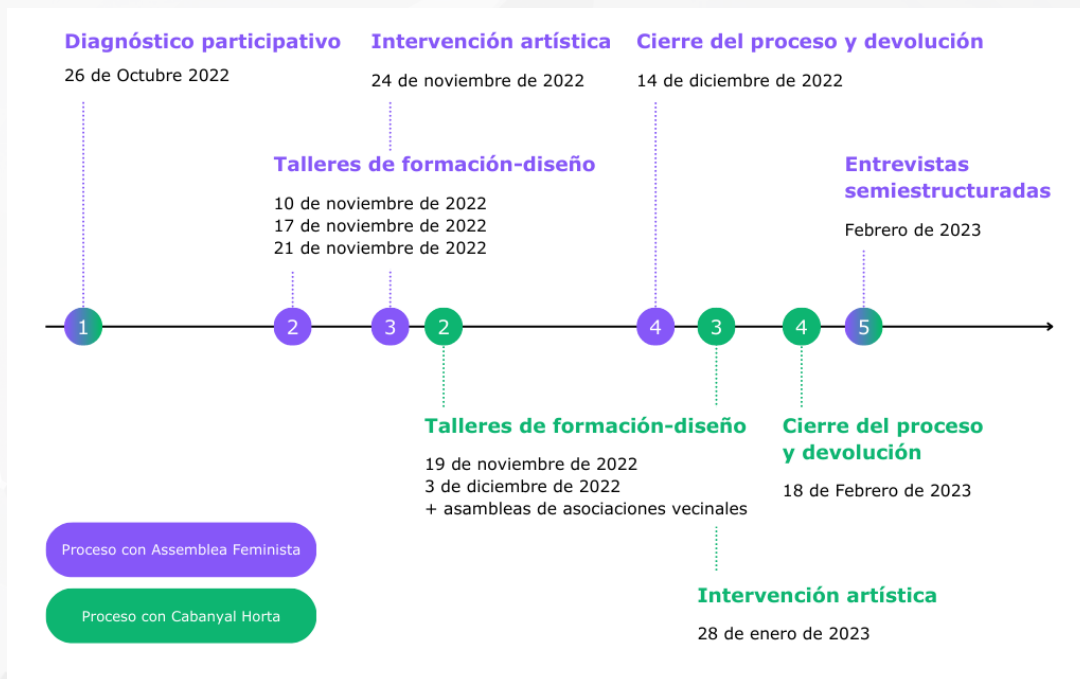 Diagnóstico participativo
26 de Octubre 2022
Intervención artística
24 de noviembre de 2022
Cierre del proceso y devolución
14 de diciembre de 2022
Talleres de formación-diseño
10 de noviembre de 2022
17 de noviembre de 2022
21 de noviembre de 2022
Entrevistas
semiestructuradas
Febrero de 2023
1
2
3
2
4
3
4
5
Talleres de formación-diseño
19 de noviembre de 2022
3 de diciembre de 2022
+ asambleas de asociaciones vecinales
Cierre del proceso
y devolución
18 de Febrero de 2023
Intervención artística
28 de enero de 2023
Proceso con Assemblea Feminista
Proceso con Cabanyal Horta